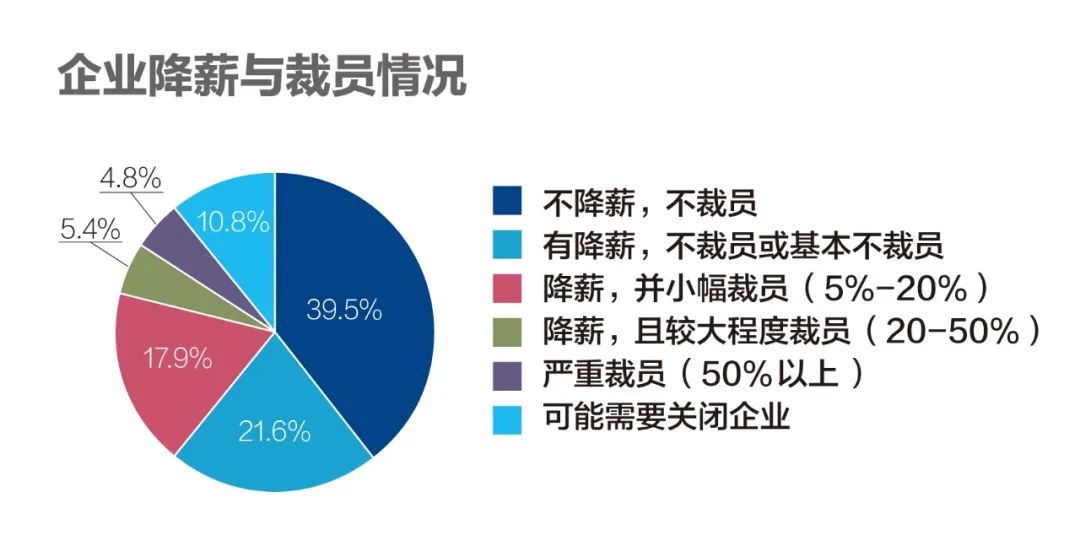 企业降薪与裁员情况
4.8%
5.4%
10.8%
39.5%
17.9%
21.6%
不降薪，不裁员
有降薪，不裁员或基本不裁员
降薪，并小幅裁员（5%-20%）
降薪，且较大程度裁员（20-50%）
严重裁员（50%以上）
可能需要关闭企业